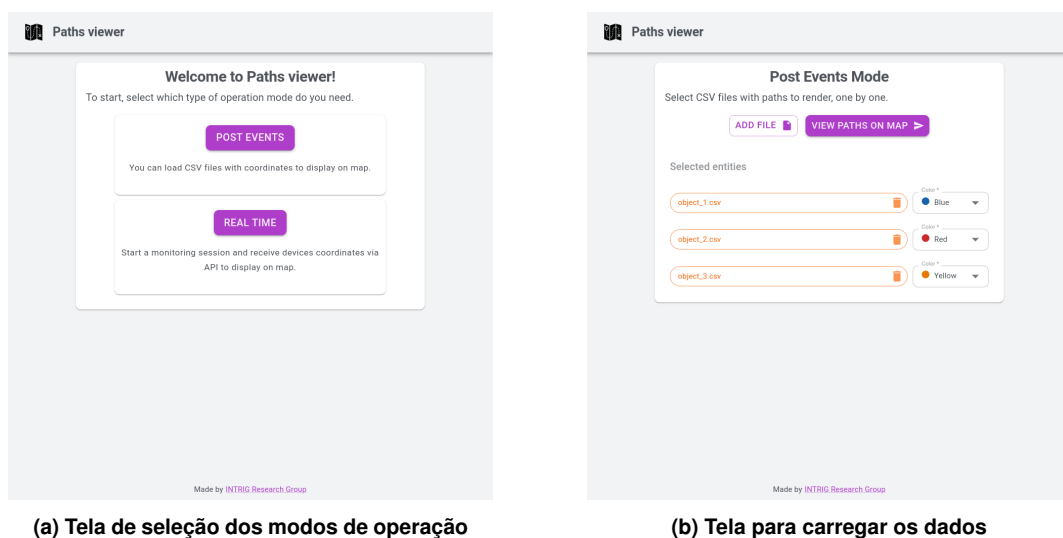 Paths viewer
Welcome to Paths viewer!
To start, select which type of operation mode do you need.
POST EVENTS
You can load CSV files with coordinates to display on map.
REAL TIME
Start a monitoring session and receive devices coordinates via
API to display on map.
Made by INTRIG Research Group
(a) Tela de seleção dos modos de operação
Paths viewer
Post Events Mode
Select CSV files with paths to render, one by one.
ADD FILE
VIEW PATHS ON MAP
Selected entities
object_1.csv
Color *
Blue
object_2.csv
Color *
Red
object_3.csv
Color *
Yellow
Made by INTRIG Research Group
(b) Tela para carregar os dados